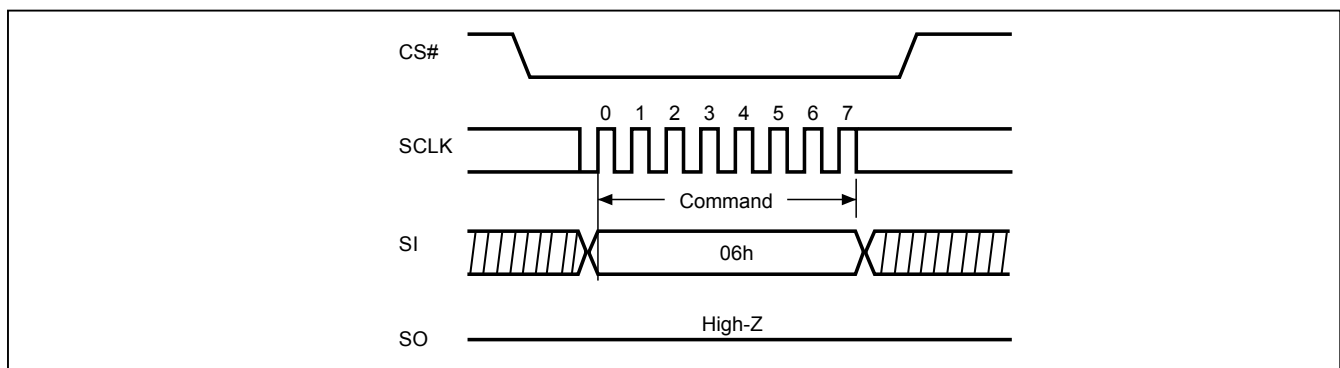 CS#
0 1 2 3 4 5 6 7
SCLK
Command
SI
06h
High-Z
SO